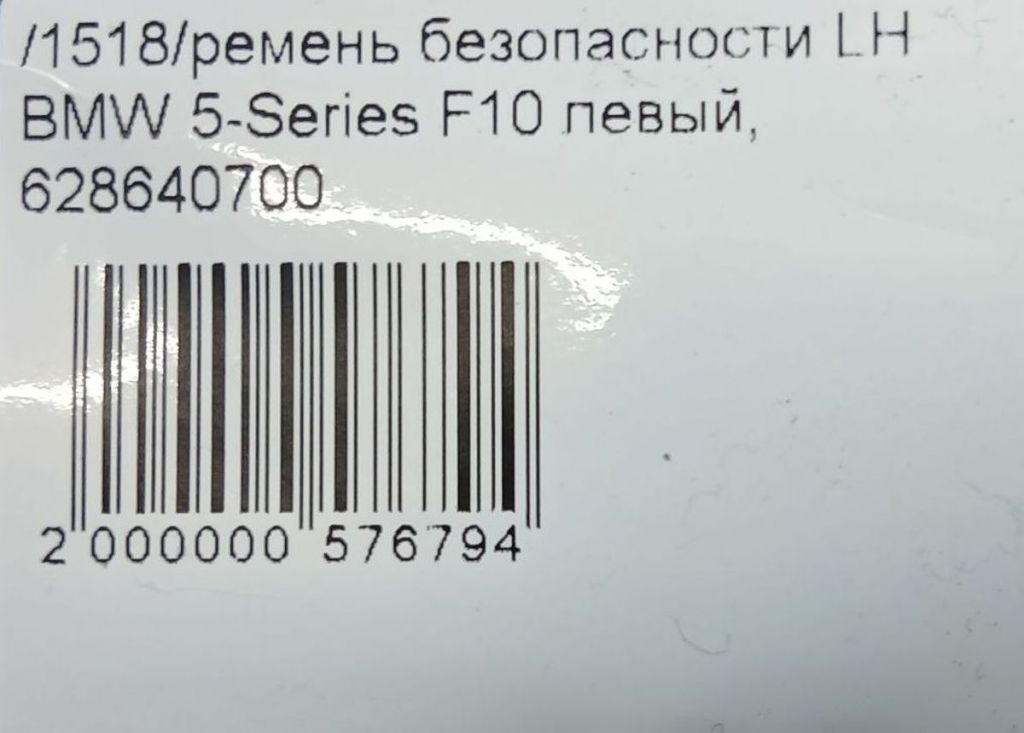 /1518/ремень безопасности LH
BMW 5-Series F10 левый,
628640700
2 000000 576794